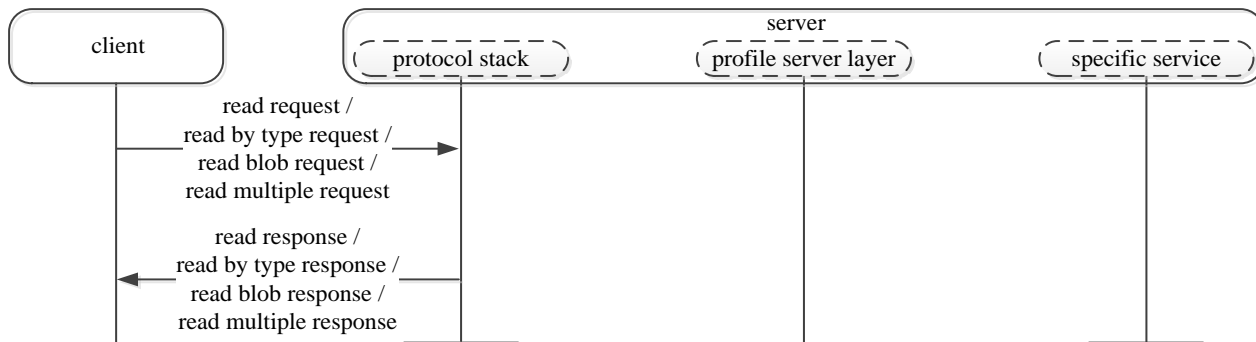 client
server
protocol stack
profile server layer
specific service
read request /
read by type request /
read blob request /
read multiple request
read response /
read by type response /
read blob response /
read multiple response